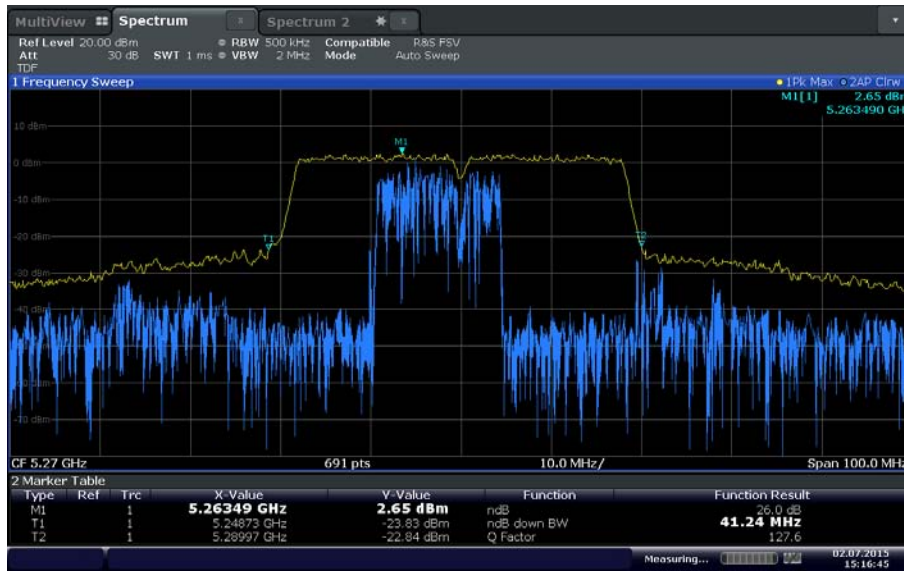 MultiView Spectrum x Spectrum 2 * x
Ref Level 20.00 dBm RBW 500 kHz Compatible R&S FSV
Att 30 dB SWT 1 ms VBW 2 MHz Mode Auto Sweep
TDF
1 Frequency Sweep 1Pk Max 2AP Clrw
M1[1] 2.65 dBm
5.263490 GH
10 dBm
M1
0 dBm
-10 dBm
-20 dBm
T1
T2
-30 dBm
-40 dBm
-70 dBm
CF 5.27 GHz 691 pts 10.0 MHz/ Span 100.0 MHz
2 Marker Table
Type Ref Trc X-Value Y-Value Function Function Result
M1 1 5.26349 GHz 2.65 dBm ndB 26.0 dB
T1 1 5.24873 GHz -23.83 dBm ndB down BW 41.24 MHz
T2 1 5.28997 GHz -22.84 dBm Q Factor 127.6
Measuring... 02.07.2015
15:16:45